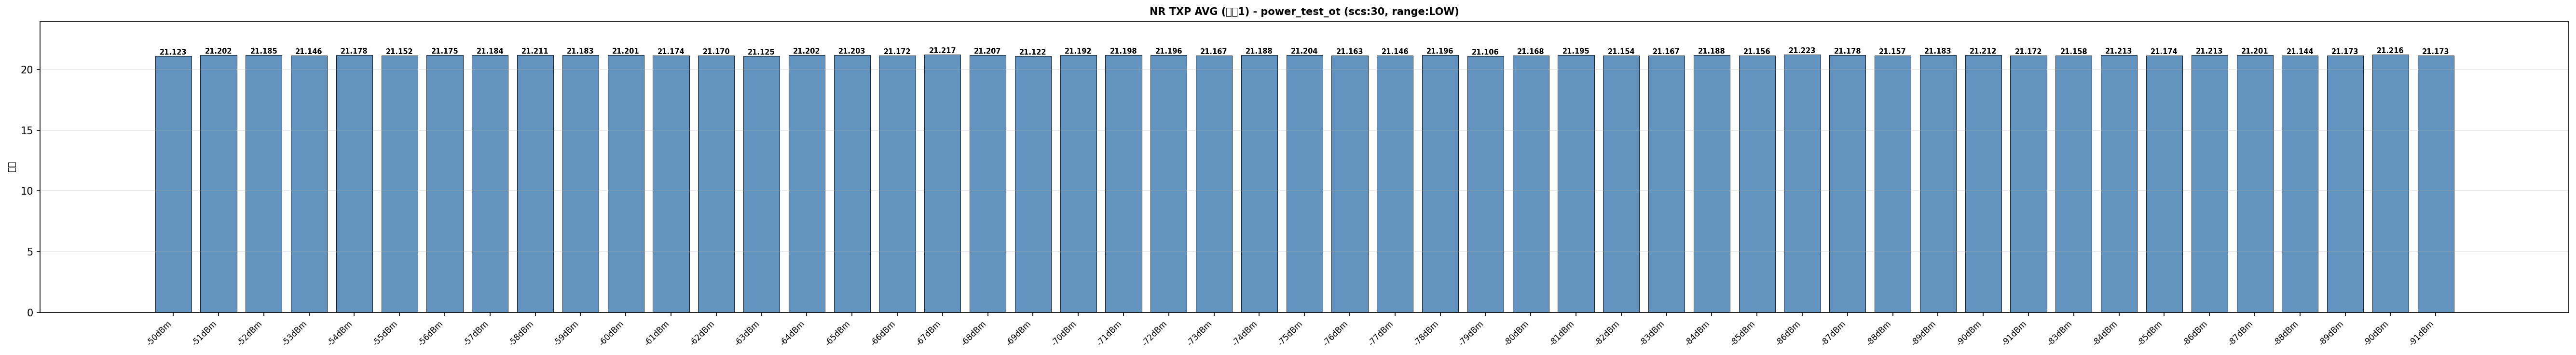 NR TXP AVG (1) - power_test_ot (scs:30, range:LOW)
21.123 21.202 21.185 21.146 21.178 21.152 21.175 21.184 21.211 21.183 21.201 21.174 21.170 21.125 21.202 21.203 21.172 21.217 21.207 21.122 21.192 21.198 21.196 21.167 21.188 21.204 21.163 21.146 21.196 21.106 21.168 21.195 21.154 21.167 21.188 21.156 21.223 21.178 21.157 21.183 21.212 21.172 21.158 21.213 21.174 21.213 21.201 21.144 21.173 21.216 21.173
20
15
10
5
0
-50dBm -51dBm -52dBm -53dBm -54dBm -55dBm -56dBm -57dBm -58dBm -59dBm -60dBm -61dBm -62dBm -63dBm -64dBm -65dBm -66dBm -67dBm -68dBm -69dBm -70dBm -71dBm -72dBm -73dBm -74dBm -75dBm -76dBm -77dBm -78dBm -79dBm -80dBm -81dBm -82dBm -83dBm -84dBm -85dBm -86dBm -87dBm -88dBm -89dBm -90dBm -91dBm -83dBm -84dBm -85dBm -86dBm -87dBm -88dBm -89dBm -90dBm -91dBm